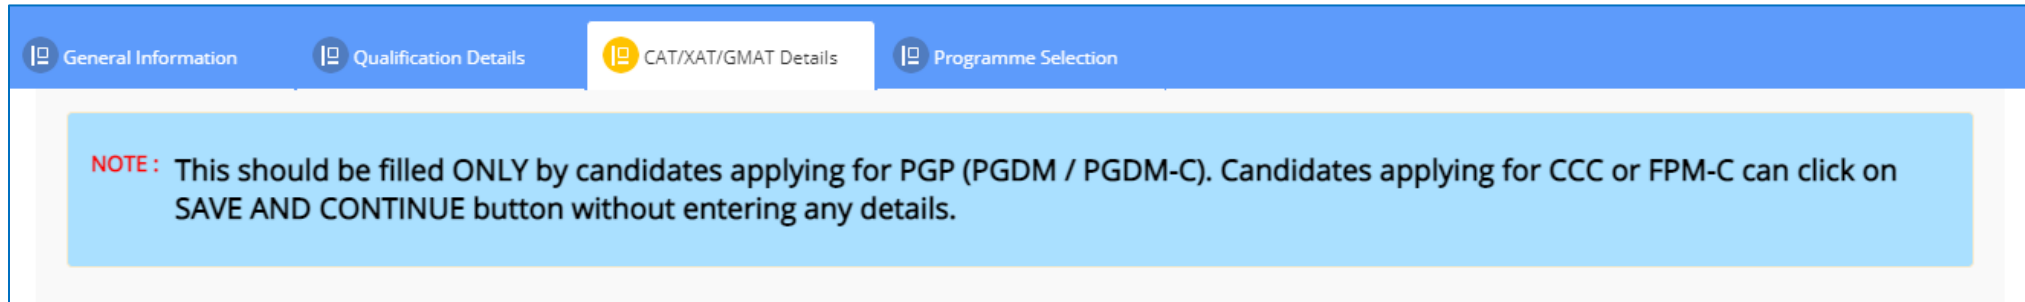 General Information Qualification Details CAT/XAT/GMAT Details Programme Selection
NOTE : This should be filled ONLY by candidates applying for PGP (PGDM / PGDM-C). Candidates applying for CCC or FPM-C can click on
SAVE AND CONTINUE button without entering any details.